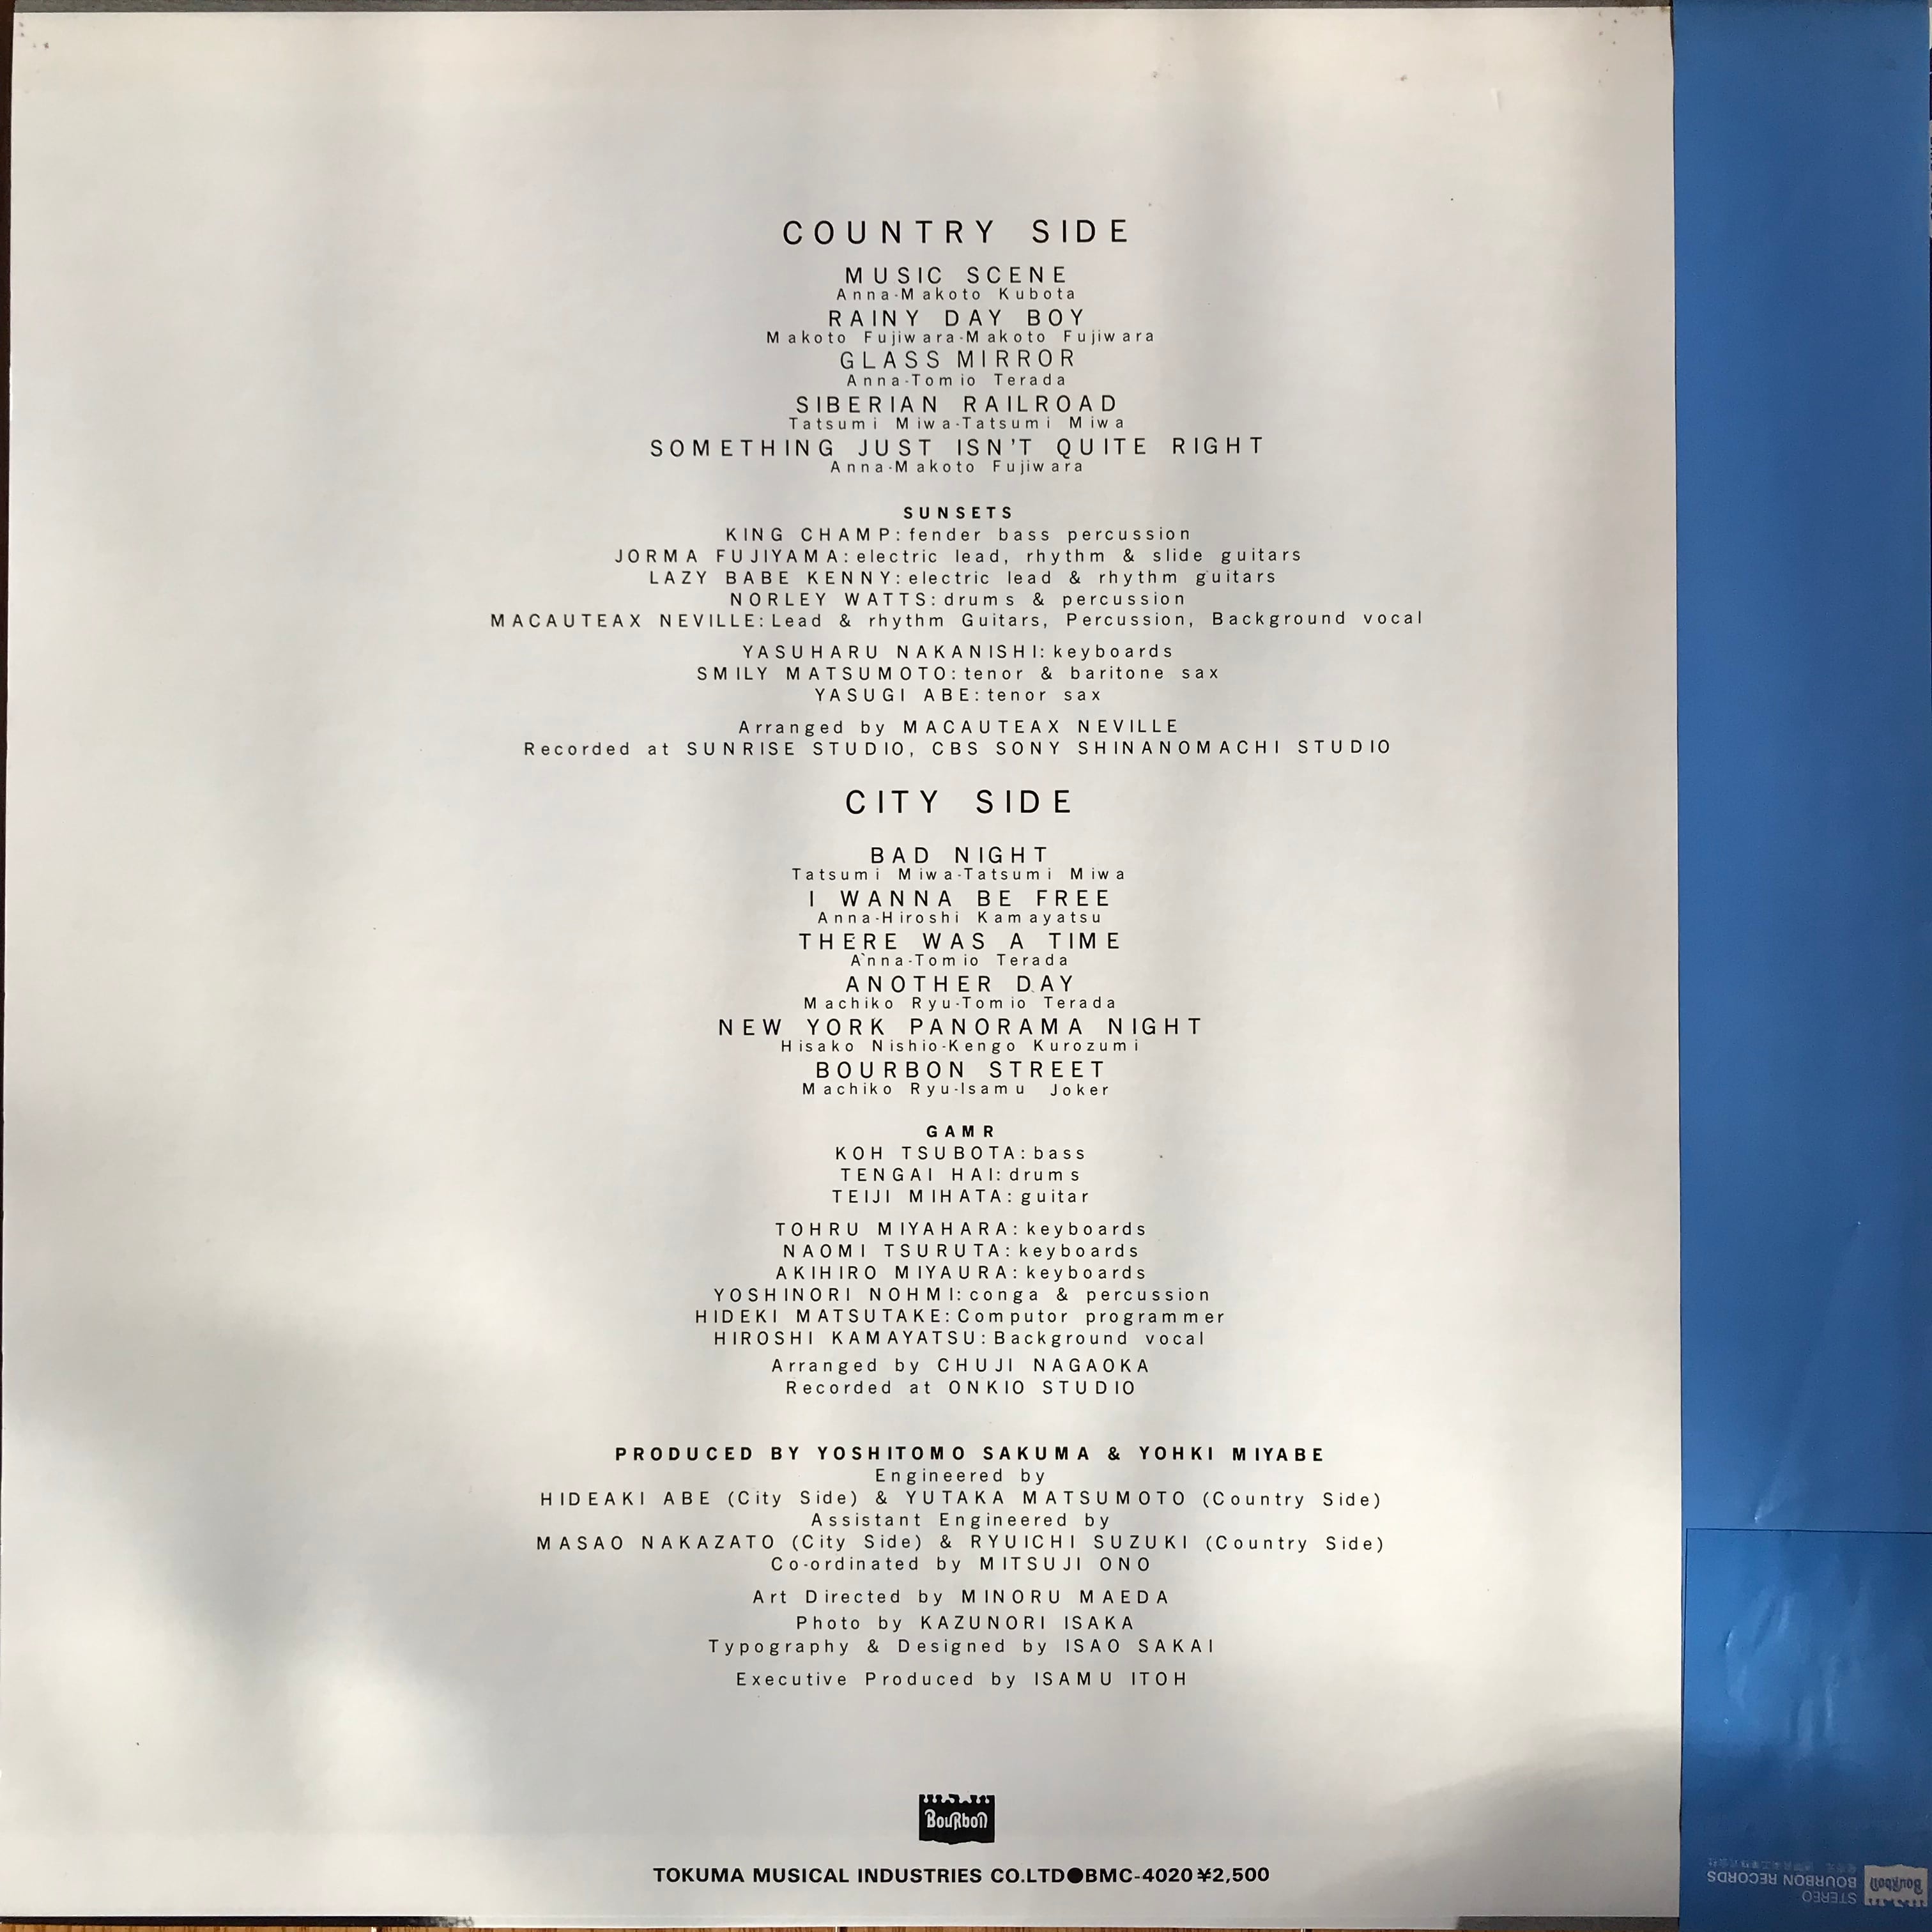 COUNTRY SIDE
MUSIC SCENE
Anna-Makoto Kubota
RAINY DAY BOY
Makoto Fujiwara-Makoto Fujiwara
GLASS MIRROR
Anna-Tomio Terada
SIBERIAN RAILROAD
Tatsumi Miwa-Tatsumi Miwa
SOMETHING JUST ISN'T QUITE RIGHT
Anna-Makoto Fujiwara
SUNSETS
KING CHAMP: fender bass percussion
JORMA FUJIYAMA: electric lead, rhythm & slide guitars
LAZY BABE KENNY: electric lead & rhythm guitars
NORLEY WATTS: drums & percussion
MACAUTEAX NEVILLE: Lead & rhythm Guitars, Percussion, Background vocal
YASUHARU NAKANISHI: keyboards
SMILY MATSUMOTO: tenor & baritone sax
YASUGI ABE: tenor sax
Arranged by MACAUTEAX NEVILLE
Recorded at SUNRISE STUDIO, CBS SONY SHINANOMACHI STUDIO
CITY SIDE
BAD NIGHT
Tatsumi Miwa-Tatsumi Miwa
I WANNA BE FREE
Anna-Hiroshi Kamayatsu
THERE WAS A TIME
Anna-Tomio Terada
ANOTHER DAY
Machiko Ryu-Tomio Terada
NEW YORK PANORAMA NIGHT
Hisako Nishio-Kengo Kurozumi
BOURBON STREET
Machiko Ryu-Isamu Joker
GAMR
KOH TSUBOTA: bass
TENGAI HAI: drums
TEIJI MIHATA: guitar
TOHRU MIYAHARA: keyboards
NAOMI TSURUTA: keyboards
AKIHIRO MIYAURA: keyboards
YOSHINORI NOHMI: conga & percussion
HIDEKI MATSUTAKE: Computor programmer
HIROSHI KAMAYATSU: Background vocal
Arranged by CHUJI NAGAOKA
Recorded at ONKIO STUDIO
PRODUCED BY YOSHITOMO SAKUMA & YOHKI MIYABE
Engineered by
HIDEAKI ABE (City Side) & YUTAKA MATSUMOTO (Country Side)
Assistant Engineered by
MASAO NAKAZATO (City Side) & RYUICHI SUZUKI (Country Side)
Co-ordinated by MITSUJI ONO
Art Directed by MINORU MAEDA
Photo by KAZUNORI ISAKA
Typography & Designed by ISAO SAKAI
Executive Produced by ISAMU ITOH
BouRboN
TOKUMA MUSICAL INDUSTRIES CO.LTD●BMC-4020 ¥2,500
BouRboN
STEREO
BOURBON RECORDS